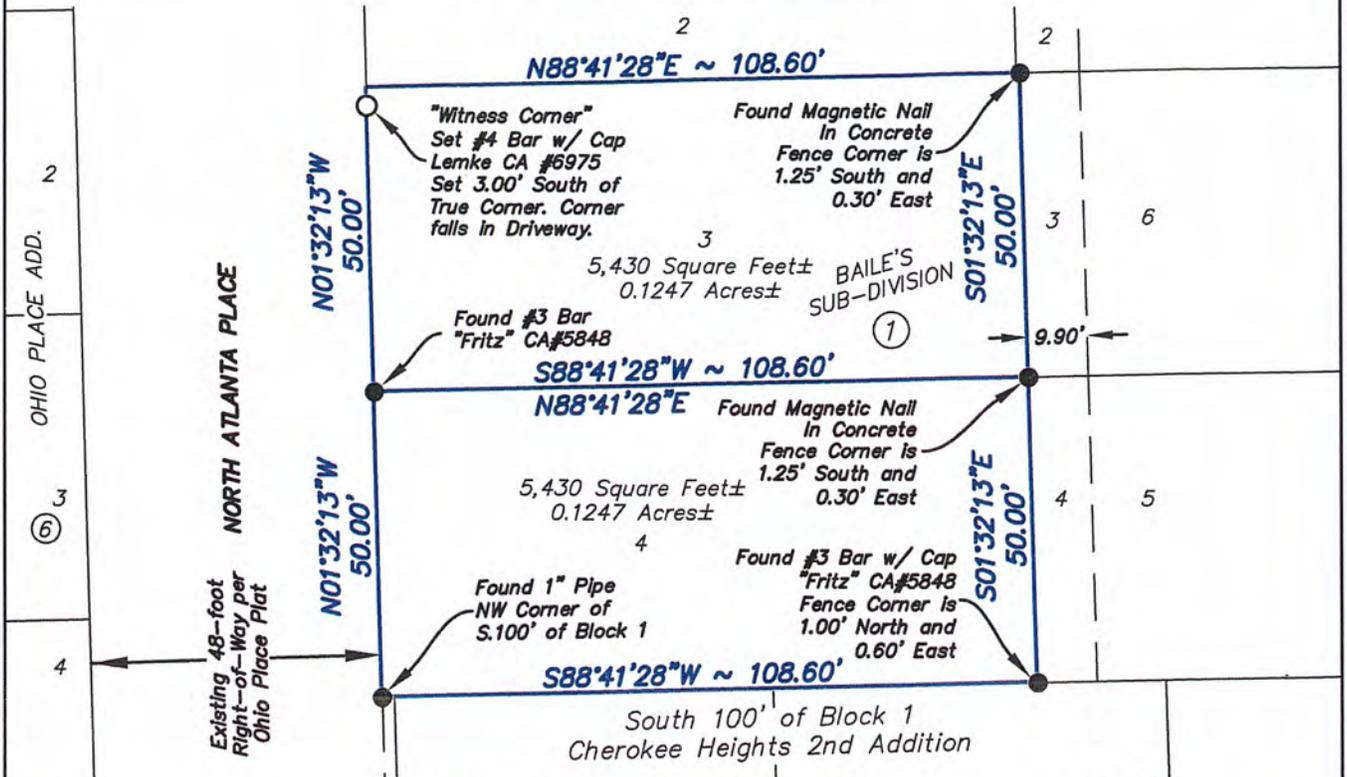 2
2
N88°41'28"E ~ 108.60'
"Witness Corner"
Set #4 Bar w/ Cap
Lemke CA #6975
Set 3.00' South of
True Corner. Corner
falls in Driveway.
Found Magnetic Nail
In Concrete
Fence Corner is
1.25' South and
0.30' East
2
N01°32'13"W
50.00'
S01°32'13"E
50.00'
3
6
3
5,430 Square Feet±
0.1247 Acres±
BAILE'S
SUB-DIVISION
1
OHIO PLACE ADD.
NORTH ATLANTA PLACE
Found #3 Bar
"Fritz" CA#5848
9.90'
S88°41'28"W ~ 108.60'
N88°41'28"E
Found Magnetic Nail
In Concrete
Fence Corner is
1.25' South and
0.30' East
3
6
N01°32'13"W
50.00'
5,430 Square Feet±
0.1247 Acres±
4
S01°32'13"E
50.00'
4
5
Found #3 Bar w/ Cap
"Fritz" CA#5848
Fence Corner is
1.00' North and
0.60' East
Found 1" Pipe
NW Corner of
S.100' of Block 1
4
Existing 48-foot
Right-of-Way per
Ohio Place Plat
S88°41'28"W ~ 108.60'
South 100' of Block 1
Cherokee Heights 2nd Addition